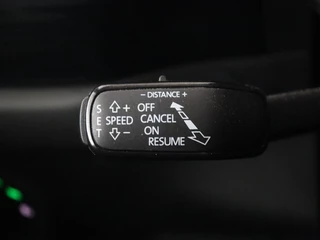 − DISTANCE +
S E T
⇧ +
SPEED
⇩ −
OFF
CANCEL
ON
RESUME